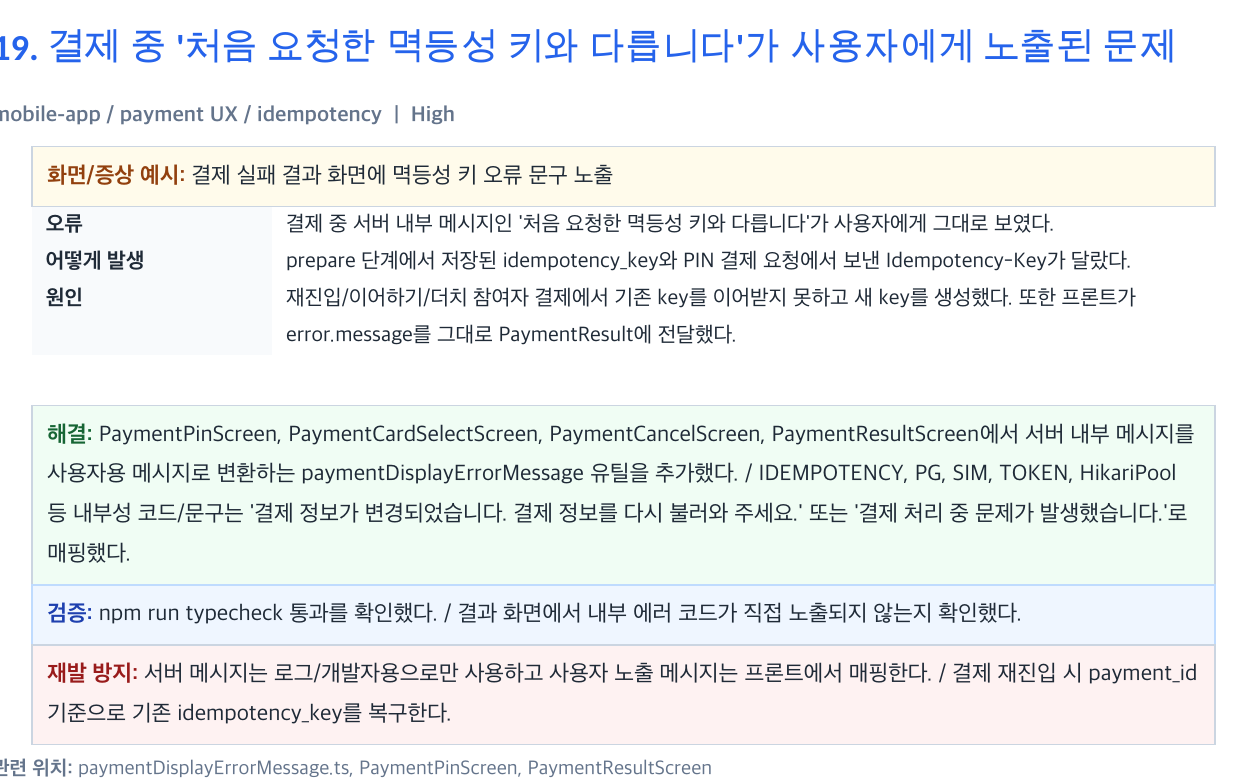 19. 결제 중 '처음 요청한 멱등성 키와 다릅니다'가 사용자에게 노출된 문제
mobile-app / payment UX / idempotency | High
화면/증상 예시: 결제 실패 결과 화면에 멱등성 키 오류 문구 노출
오류 결제 중 서버 내부 메시지인 '처음 요청한 멱등성 키와 다릅니다'가 사용자에게 그대로 보였다.
어떻게 발생 prepare 단계에서 저장된 idempotency_key와 PIN 결제 요청에서 보낸 Idempotency-Key가 달랐다.
원인 재진입/이어하기/더치 참여자 결제에서 기존 key를 이어받지 못하고 새 key를 생성했다. 또한 프론트가
error.message를 그대로 PaymentResult에 전달했다.
해결: PaymentPinScreen, PaymentCardSelectScreen, PaymentCancelScreen, PaymentResultScreen에서 서버 내부 메시지를
사용자용 메시지로 변환하는 paymentDisplayErrorMessage 유틸을 추가했다. / IDEMPOTENCY, PG, SIM, TOKEN, HikariPool
등 내부성 코드/문구는 '결제 정보가 변경되었습니다. 결제 정보를 다시 불러와 주세요.' 또는 '결제 처리 중 문제가 발생했습니다.'로
매핑했다.
검증: npm run typecheck 통과를 확인했다. / 결과 화면에서 내부 에러 코드가 직접 노출되지 않는지 확인했다.
재발 방지: 서버 메시지는 로그/개발자용으로만 사용하고 사용자 노출 메시지는 프론트에서 매핑한다. / 결제 재진입 시 payment_id
기준으로 기존 idempotency_key를 복구한다.
관련 위치: paymentDisplayErrorMessage.ts, PaymentPinScreen, PaymentResultScreen